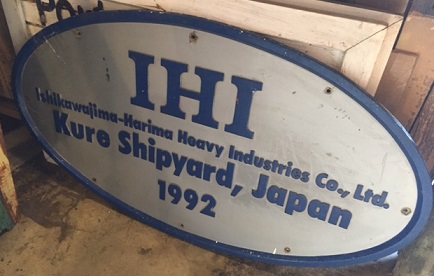 IHI
Ishikawajima-Harima Heavy Industries Co., Ltd.
Kure Shipyard, Japan
1992